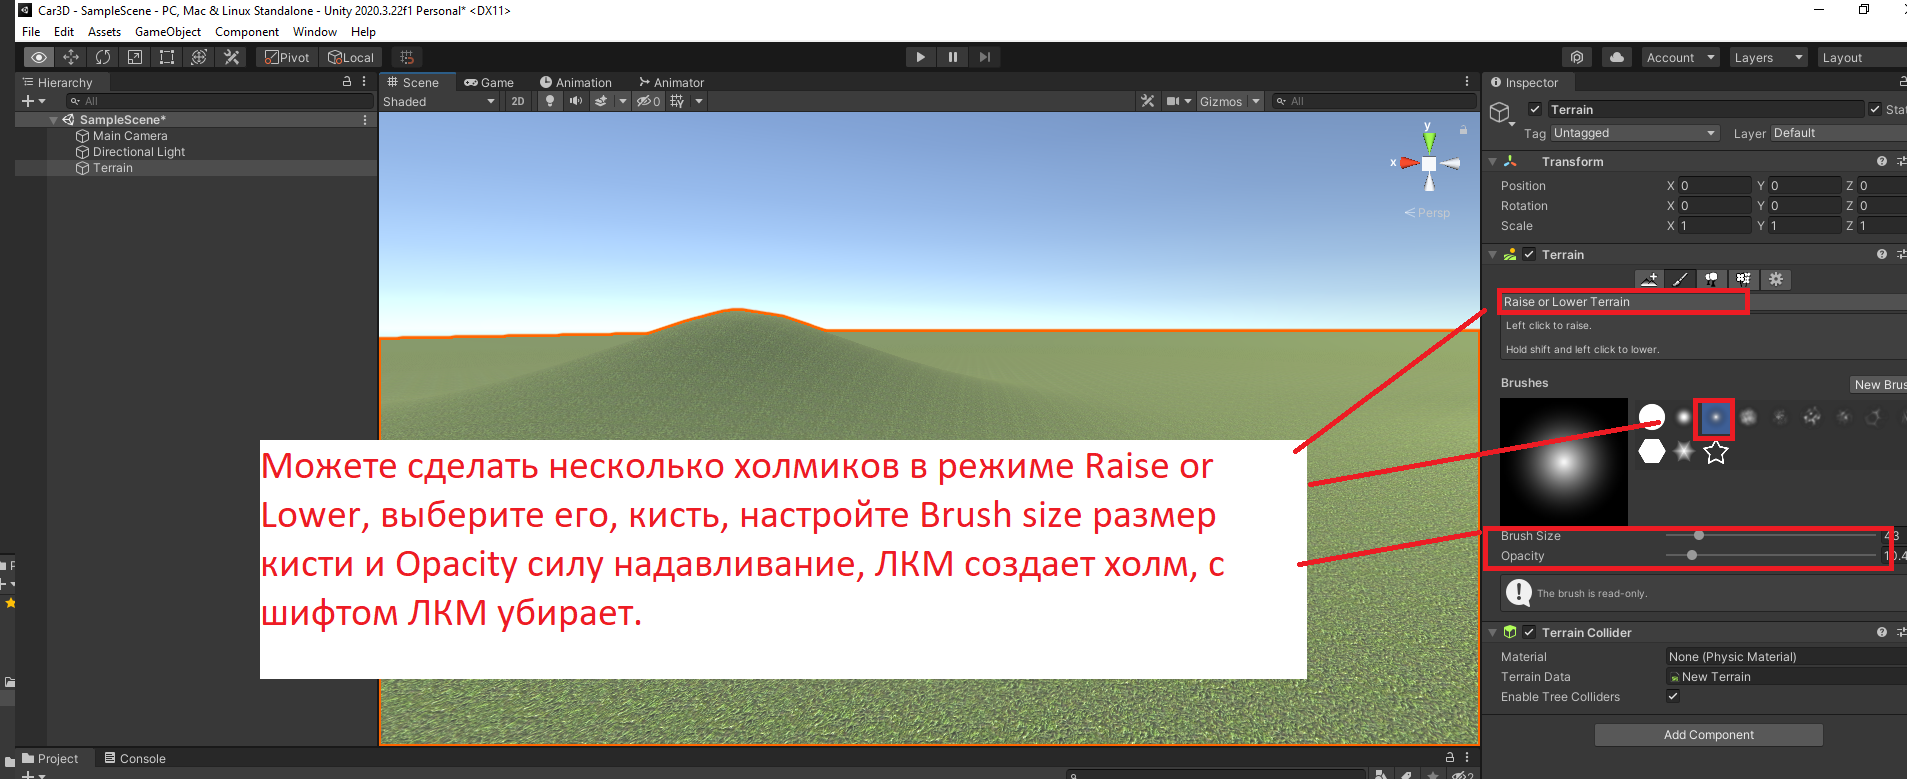 Car3D - SampleScene - PC, Mac & Linux Standalone - Unity 2020.3.22f1 Personal* <DX11>
File Edit Assets GameObject Component Window Help
Pivot Local Account Layers Layout
Hierarchy
All
SampleScene*
Main Camera
Directional Light
Terrain
Scene Game Animation Animator
Shaded 2D 0 Gizmos All
y
x
Persp
Можете сделать несколько холмиков в режиме Raise or
Lower, выберите его, кисть, настройте Brush size размер
кисти и Opacity силу надавливание, ЛКМ создает холм, с
шифтом ЛКМ убирает.
Inspector
Terrain Stat
Tag Untagged Layer Default
Transform
Position X 0 Y 0 Z 0
Rotation X 0 Y 0 Z 0
Scale X 1 Y 1 Z 1
Terrain
Raise or Lower Terrain
Left click to raise.
Hold shift and left click to lower.
Brushes
New Brus
Brush Size 43
Opacity 10.4
The brush is read-only.
Terrain Collider
Material None (Physic Material)
Terrain Data New Terrain
Enable Tree Colliders
Add Component
Project Console
2